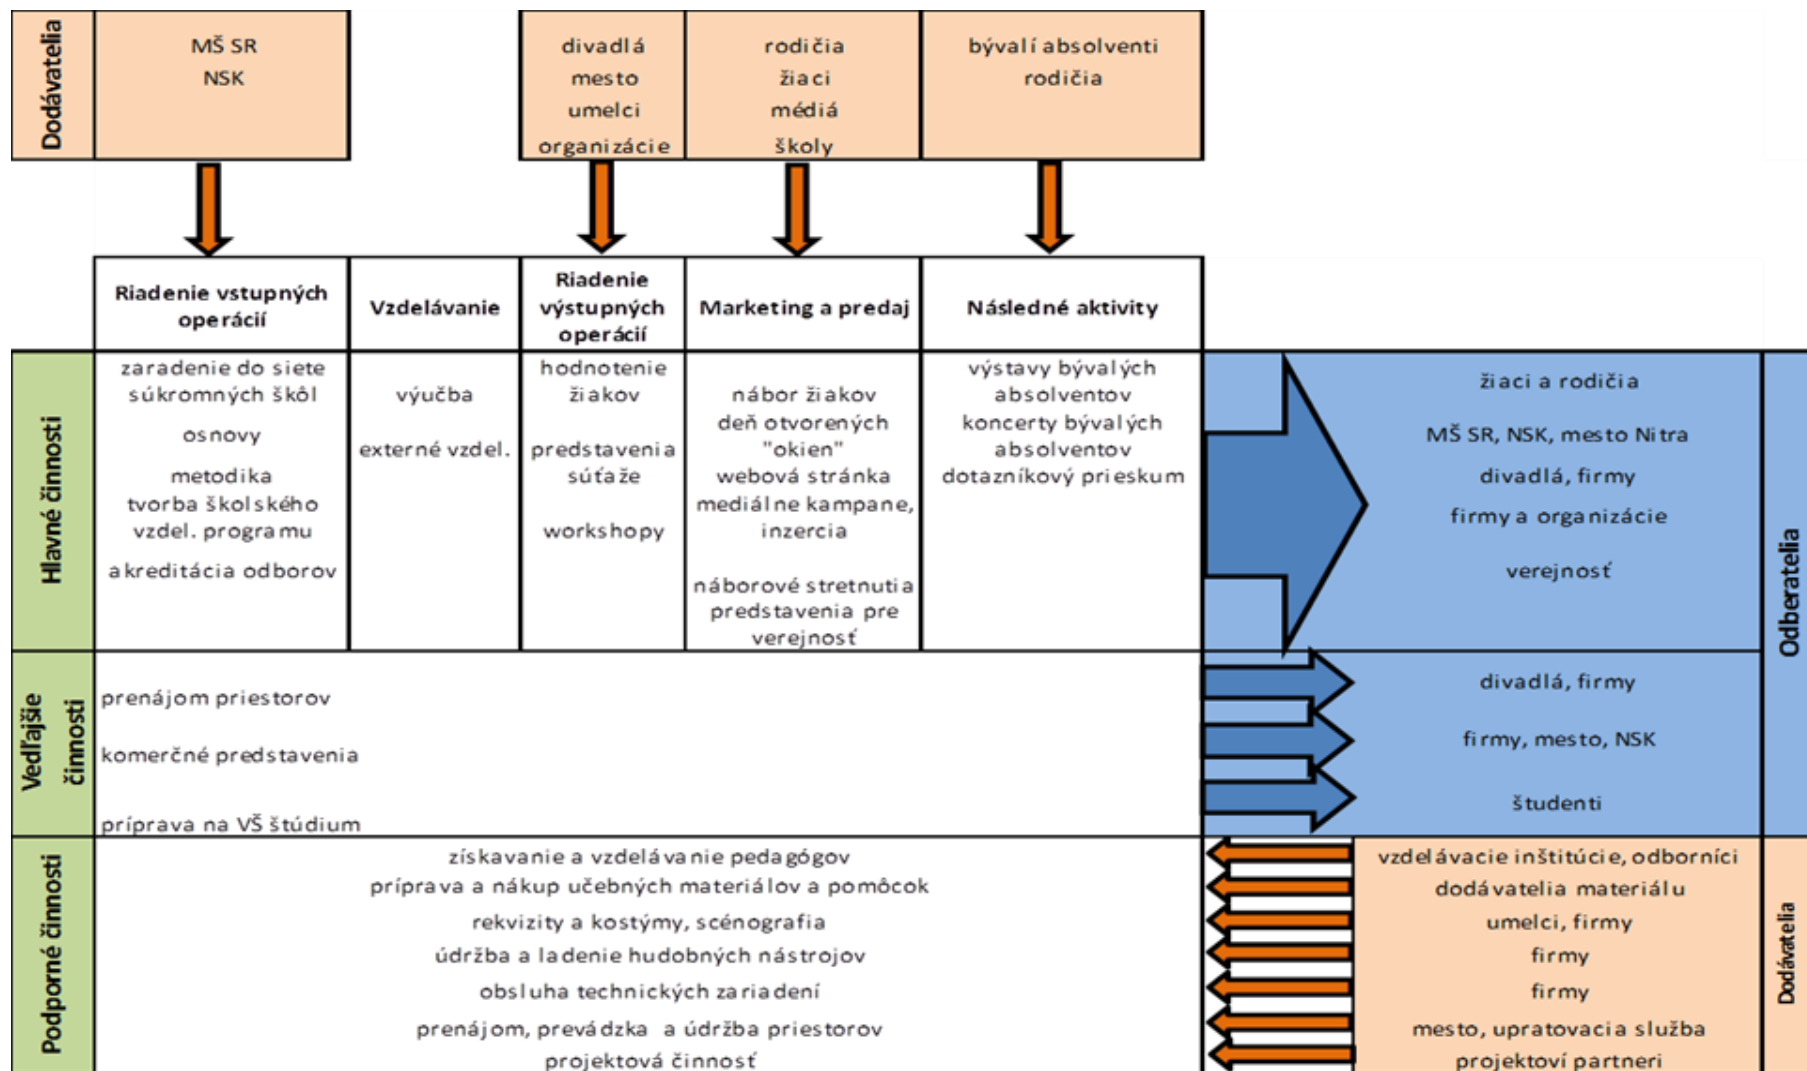 Dodávatelia
MŠ SR
NSK
divadlá
mesto
umelci
organizácie
rodičia
žiaci
médiá
školy
bývalí absolventi
rodičia
Riadenie vstupných
operácií
Vzdelávanie
Riadenie
výstupných
operácií
Marketing a predaj
Následné aktivity
Hlavné činnosti
zaradenie do siete
súkromných škôl
osnovy
metodika
tvorba školského
vzdel. programu
akreditácia odborov
výučba
externé vzdel.
hodnotenie
žiakov
predstavenia
súťaže
workshopy
nábor žiakov
deň otvorených
"okien"
webová stránka
mediálne kampane,
inzercia
náborové stretnutia
predstavenia pre
verejnosť
výstavy bývalých
absolventov
koncerty bývalých
absolventov
dotazníkový prieskum
žiaci a rodičia
MŠ SR, NSK, mesto Nitra
divadlá, firmy
firmy a organizácie
verejnosť
Odberatelia
Vedľajšie
činnosti
prenájom priestorov
komerčné predstavenia
príprava na VŠ štúdium
divadlá, firmy
firmy, mesto, NSK
študenti
Podporné činnosti
získavanie a vzdelávanie pedagógov
príprava a nákup učebných materiálov a pomôcok
rekvizity a kostýmy, scénografia
údržba a ladenie hudobných nástrojov
obsluha technických zariadení
prenájom, prevádzka a údržba priestorov
projektová činnosť
vzdelávacie inštitúcie, odborníci
dodávatelia materiálu
umelci, firmy
firmy
firmy
mesto, upratovacia služba
projektoví partneri
Dodávatelia